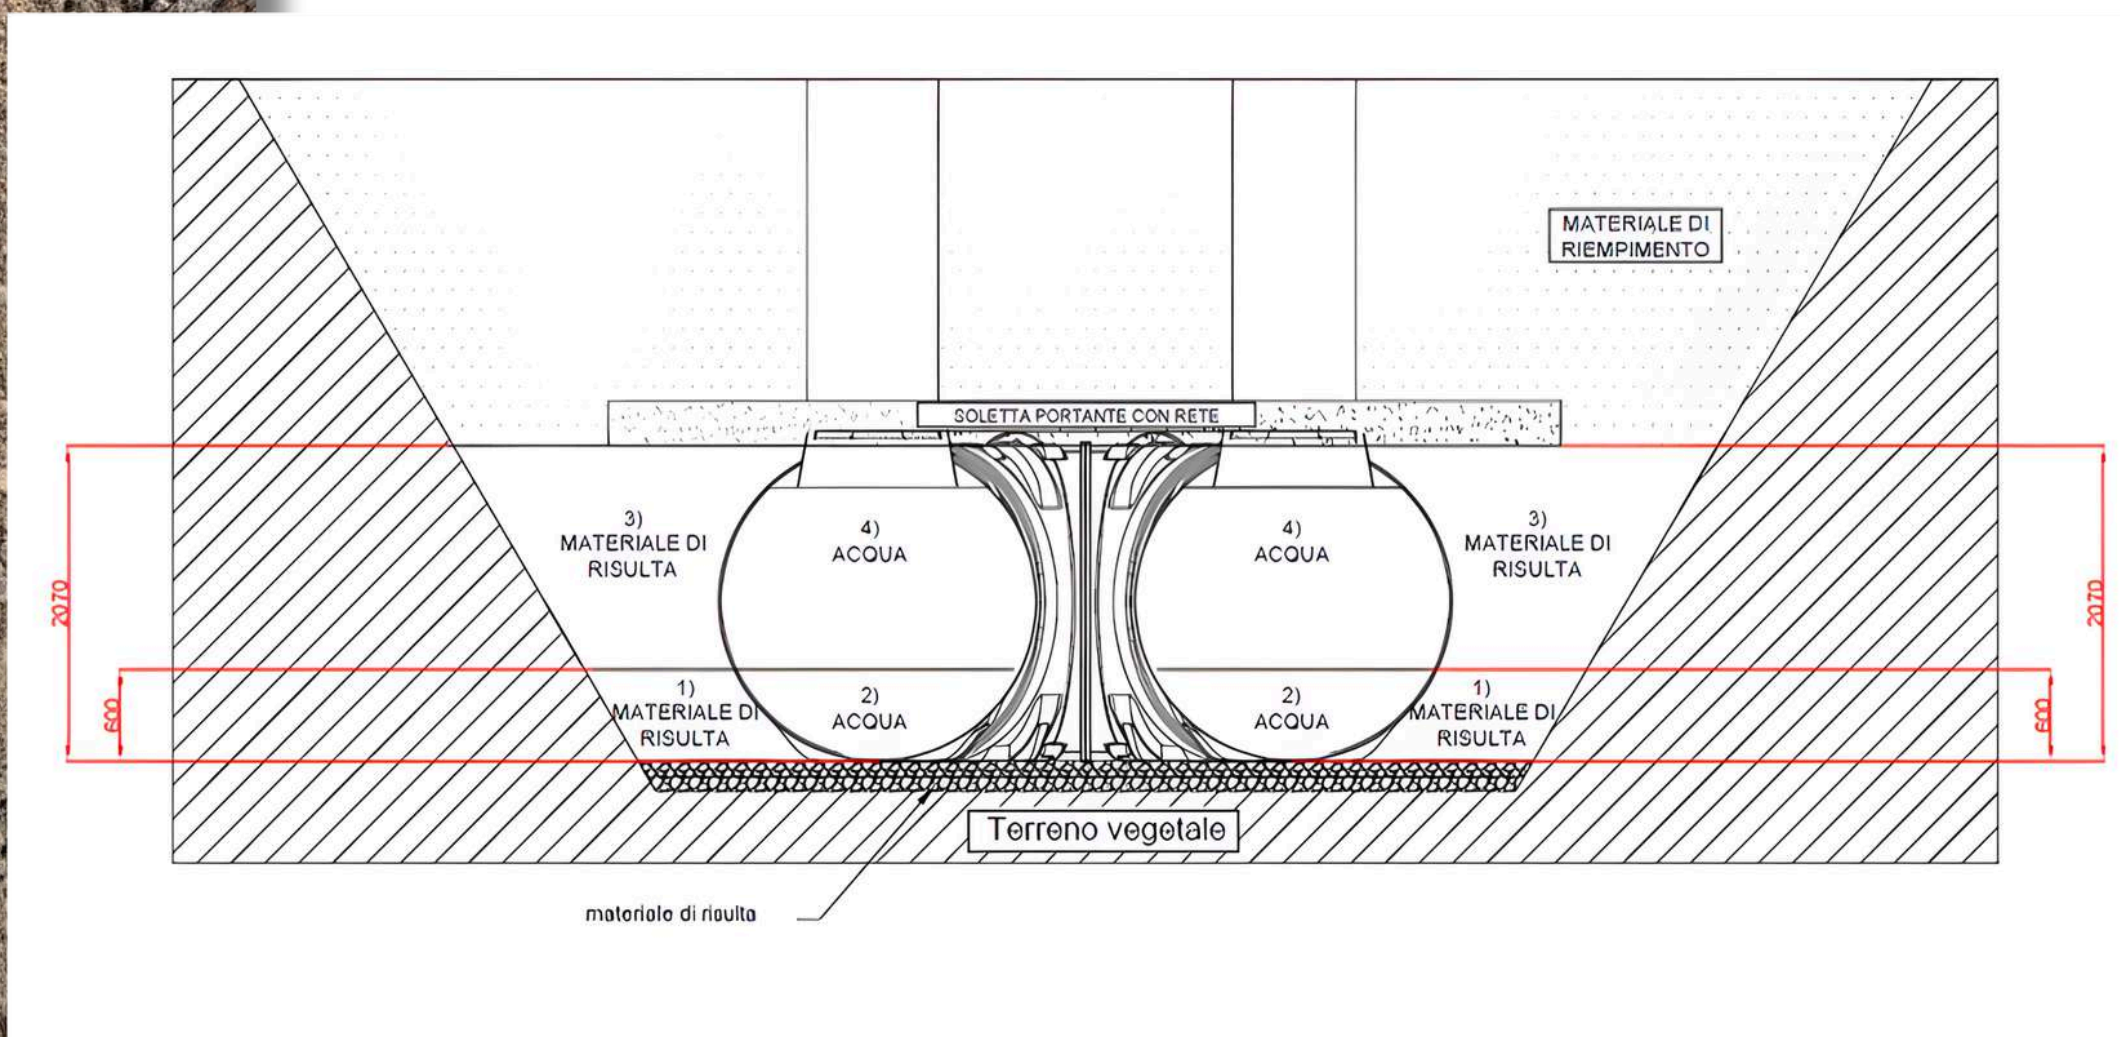 MATERIALE DI
RIEMPIMENTO
SOLETTA PORTANTE CON RETE
3)
MATERIALE DI
RISULTA
4)
ACQUA
4)
ACQUA
3)
MATERIALE DI
RISULTA
2070
2070
1)
MATERIALE DI
RISULTA
2)
ACQUA
2)
ACQUA
1)
MATERIALE DI
RISULTA
600
600
Terreno vegetale
materiale di risulta